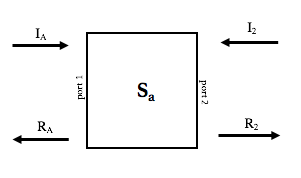 I_A
I_2
port 1
S_a
port 2
R_A
R_2